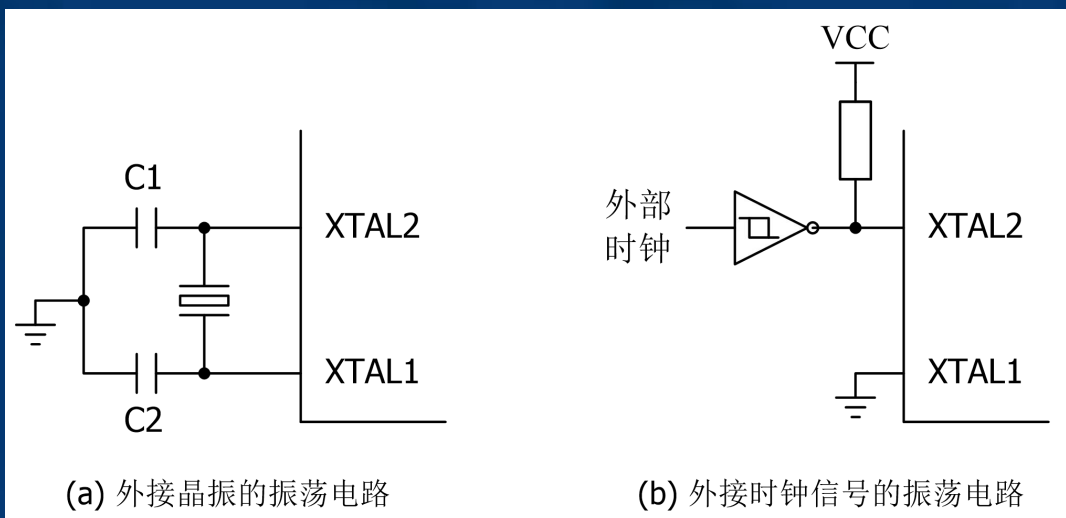 C1
XTAL2
XTAL1
C2
(a) 外接晶振的振荡电路
VCC
外部
时钟
XTAL2
XTAL1
(b) 外接时钟信号的振荡电路